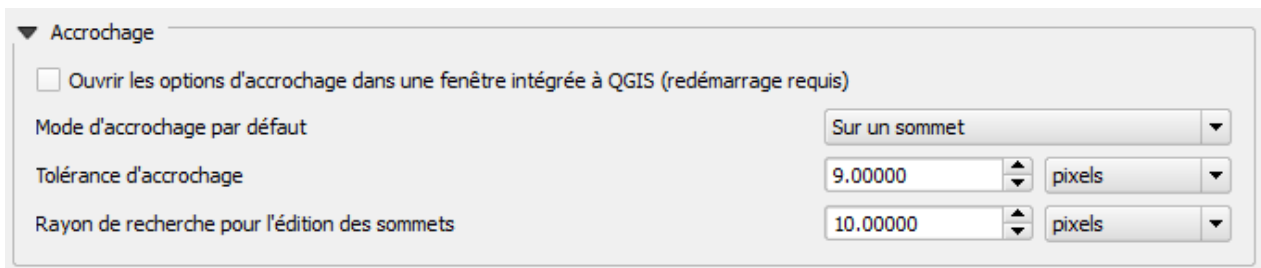 Accrochage
Ouvrir les options d'accrochage dans une fenêtre intégrée à QGIS (redémarrage requis)
Mode d'accrochage par défaut Sur un sommet
Tolérance d'accrochage 9.00000 pixels
Rayon de recherche pour l'édition des sommets 10.00000 pixels